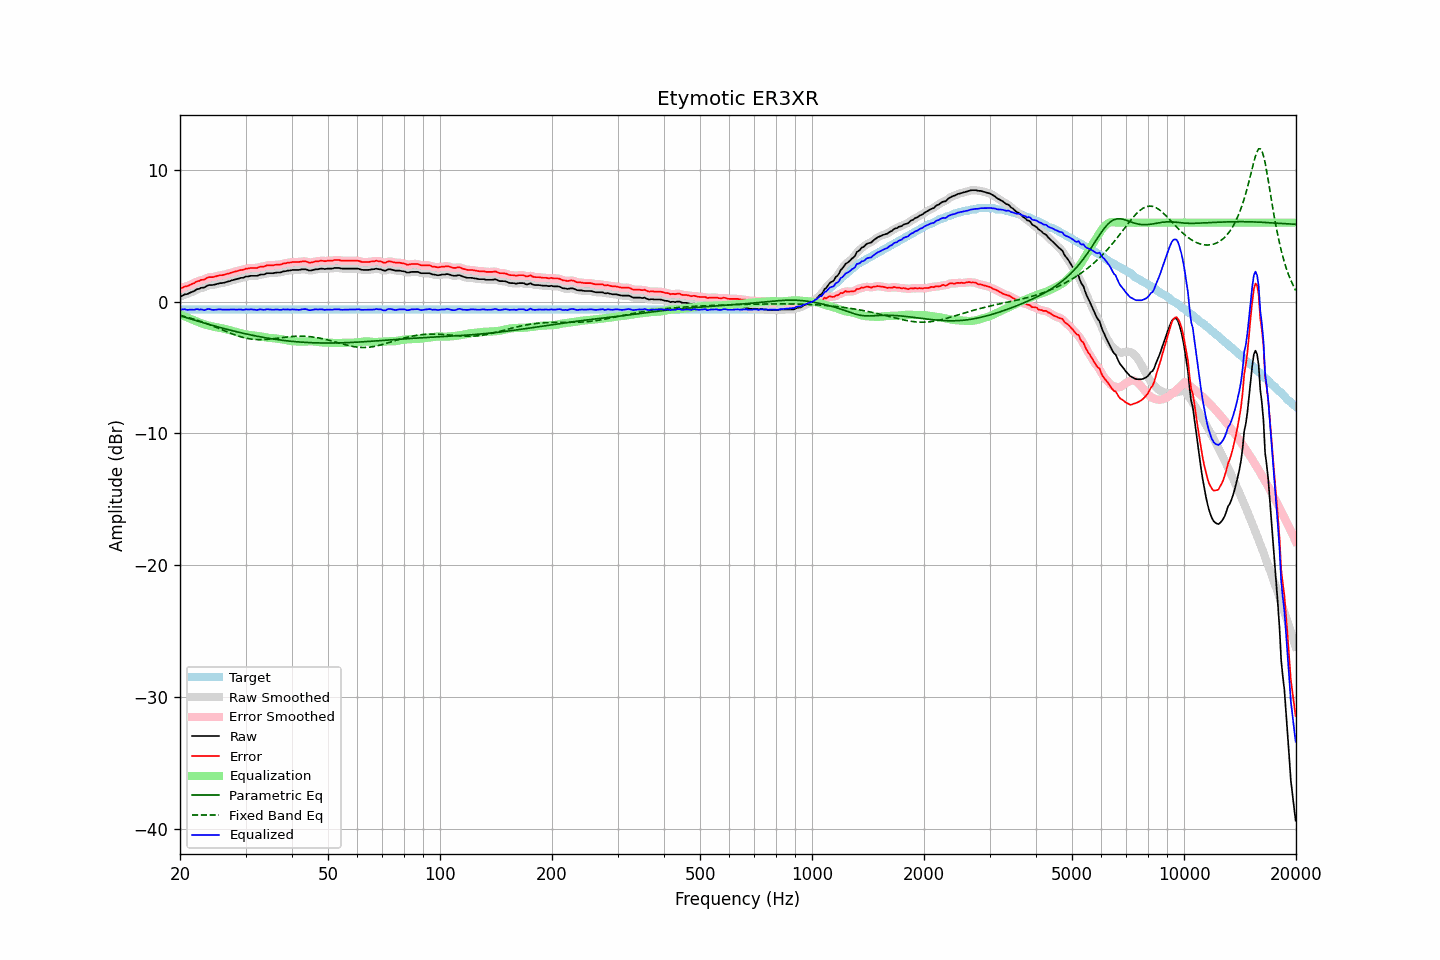 Etymotic ER3XR
10
0
−10
−20
−30
−40
Amplitude (dBr)
Target
Raw Smoothed
Error Smoothed
Raw
Error
Equalization
Parametric Eq
Fixed Band Eq
Equalized
20 50 100 200 500 1000 2000 5000 10000 20000
Frequency (Hz)